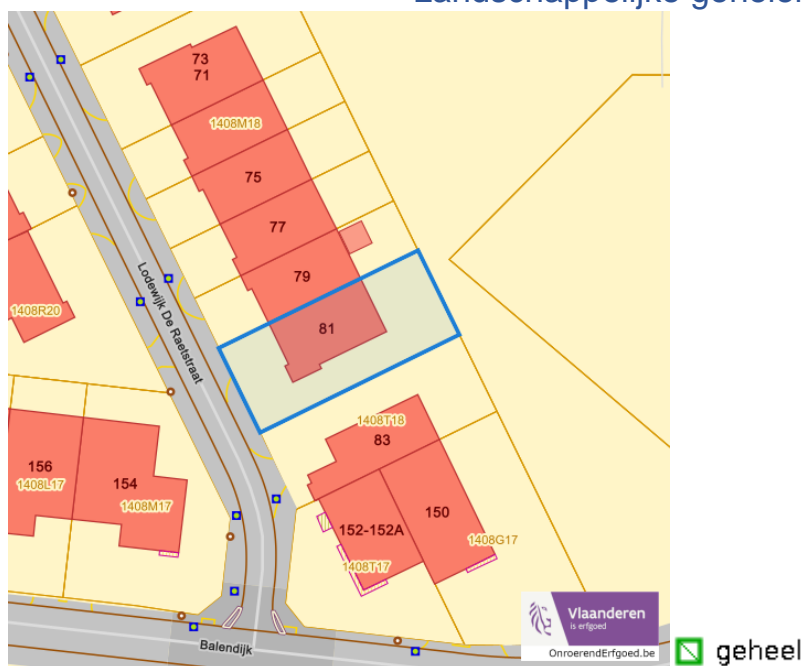 Landschappelijke gehelen
73
71
1408M18
75
77
79
81
Lodewijk De Raetstraat
1408R20
1408T18
83
156
1408L17
154
1408M17
152-152A
150
1408T17
1408G17
Balendijk
Vlaanderen
is erfgoed
OnroerendErfgoed.be
geheel